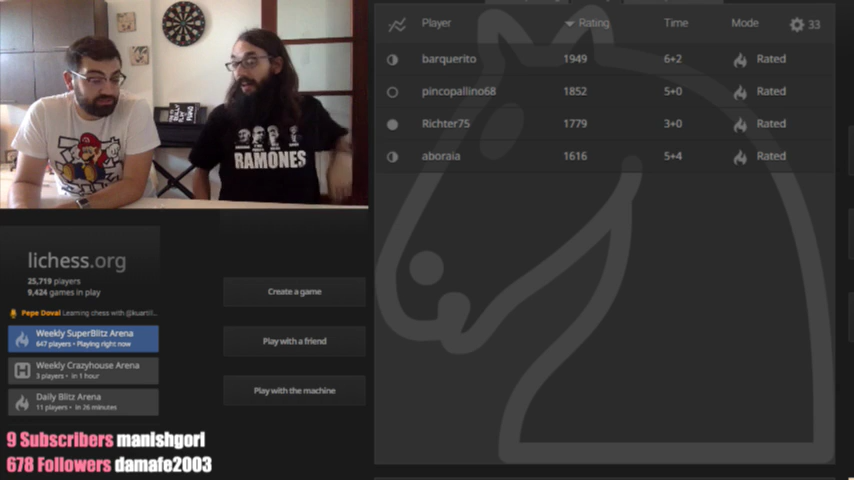 RAMONES
Player Rating Time Mode 33
barquerito 1949 6+2 Rated
pincopallino68 1852 5+0 Rated
Richter75 1779 3+0 Rated
aboraia 1616 5+4 Rated
lichess.org
25,719 players
9,424 games in play
Pepe Doval Learning chess with @kuartil...
Weekly SuperBlitz Arena
647 players • Playing right now
Weekly Crazyhouse Arena
3 players • in 1 hour
Daily Blitz Arena
11 players • in 26 minutes
Create a game
Play with a friend
Play with the machine
9 Subscribers manishgorl
678 Followers damafe2003